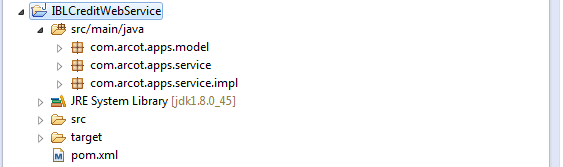 IBLCreditWebService
src/main/java
com.arcot.apps.model
com.arcot.apps.service
com.arcot.apps.service.impl
JRE System Library [jdk1.8.0_45]
src
target
pom.xml